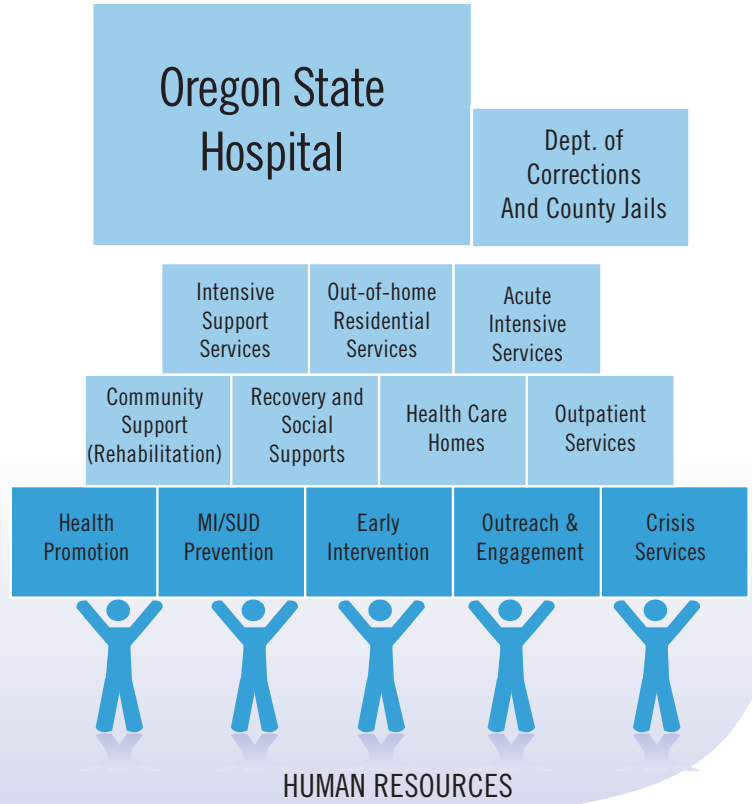 Oregon State
Hospital
Dept. of
Corrections
And County Jails
Intensive
Support
Services
Out-of-home
Residential
Services
Acute
Intensive
Services
Community
Support
(Rehabilitation)
Recovery and
Social
Supports
Health Care
Homes
Outpatient
Services
Health
Promotion
MI/SUD
Prevention
Early
Intervention
Outreach &
Engagement
Crisis
Services
HUMAN RESOURCES